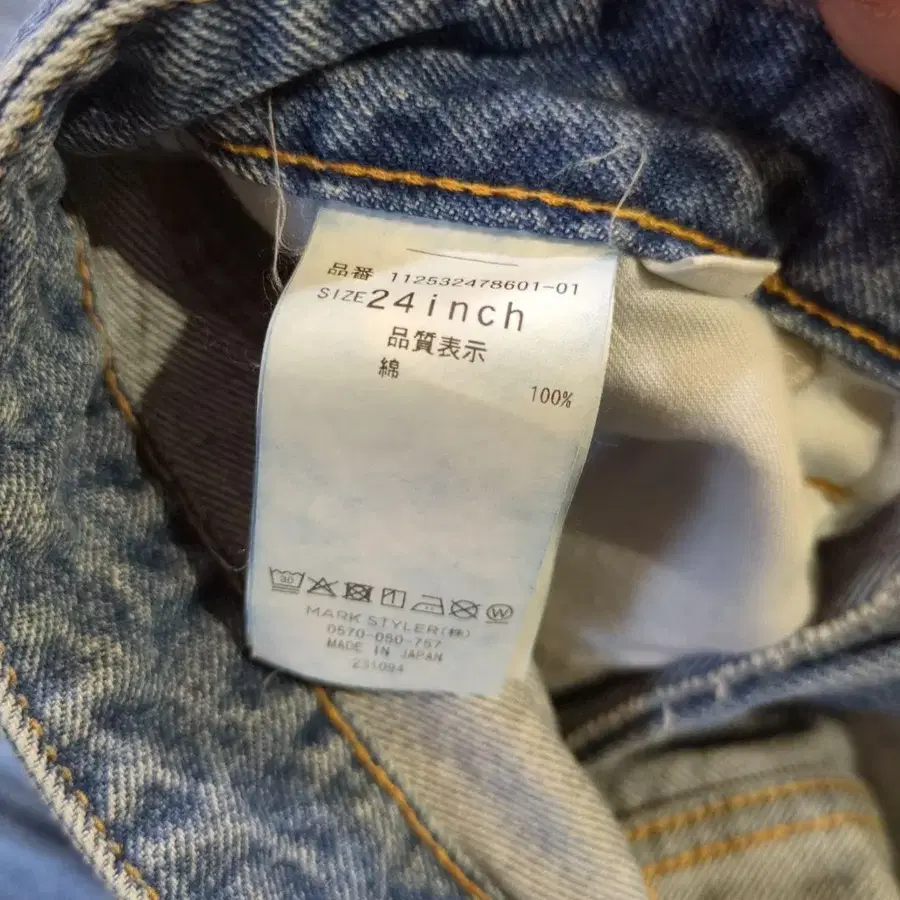 品番 112532478601-01
SIZE 24inch
品質表示
綿 100%
MARK STYLER(株)
0570-050-757
MADE IN JAPAN
231094